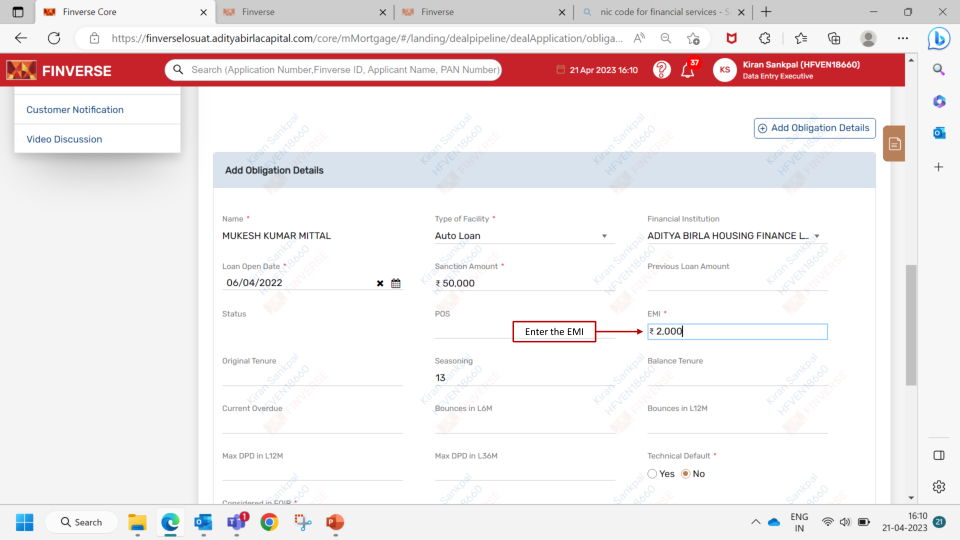 Finverse Core
Finverse
Finverse
nic code for financial services - S
https://finverselosuat.adityabirlacapital.com/core/mMortgage/#/landing/dealpipeline/dealApplication/obliga...
FINVERSE
Search (Application Number,Finverse ID, Applicant Name, PAN Number)
21 Apr 2023 16:10
37
KS
Kiran Sankpal (HFVEN18660)
Data Entry Executive
Customer Notification
Video Discussion
Add Obligation Details
Add Obligation Details
Name *
Type of Facility *
Financial Institution
MUKESH KUMAR MITTAL
Auto Loan
ADITYA BIRLA HOUSING FINANCE L...
Loan Open Date *
Sanction Amount *
Previous Loan Amount
06/04/2022
₹ 50,000
Status
POS
EMI *
Enter the EMI
₹ 2,000
Original Tenure
Seasoning
Balance Tenure
13
Current Overdue
Bounces in L6M
Bounces in L12M
Max DPD in L12M
Max DPD in L36M
Technical Default *
Yes No
Considered in FOIR *
Kiran Sankpal
HFVEN18660
FINVERSE
Search
1
ENG
IN
16:10
21-04-2023
21